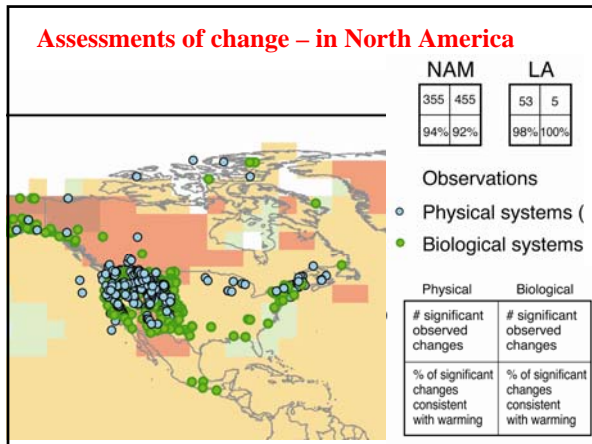 Assessments of change – in North America
NAM LA
355 455 53 5
94% 92% 98% 100%
Observations
Physical systems (
Biological systems
Physical Biological
# significant # significant
observed observed
changes changes
% of significant % of significant
changes changes
consistent consistent
with warming with warming